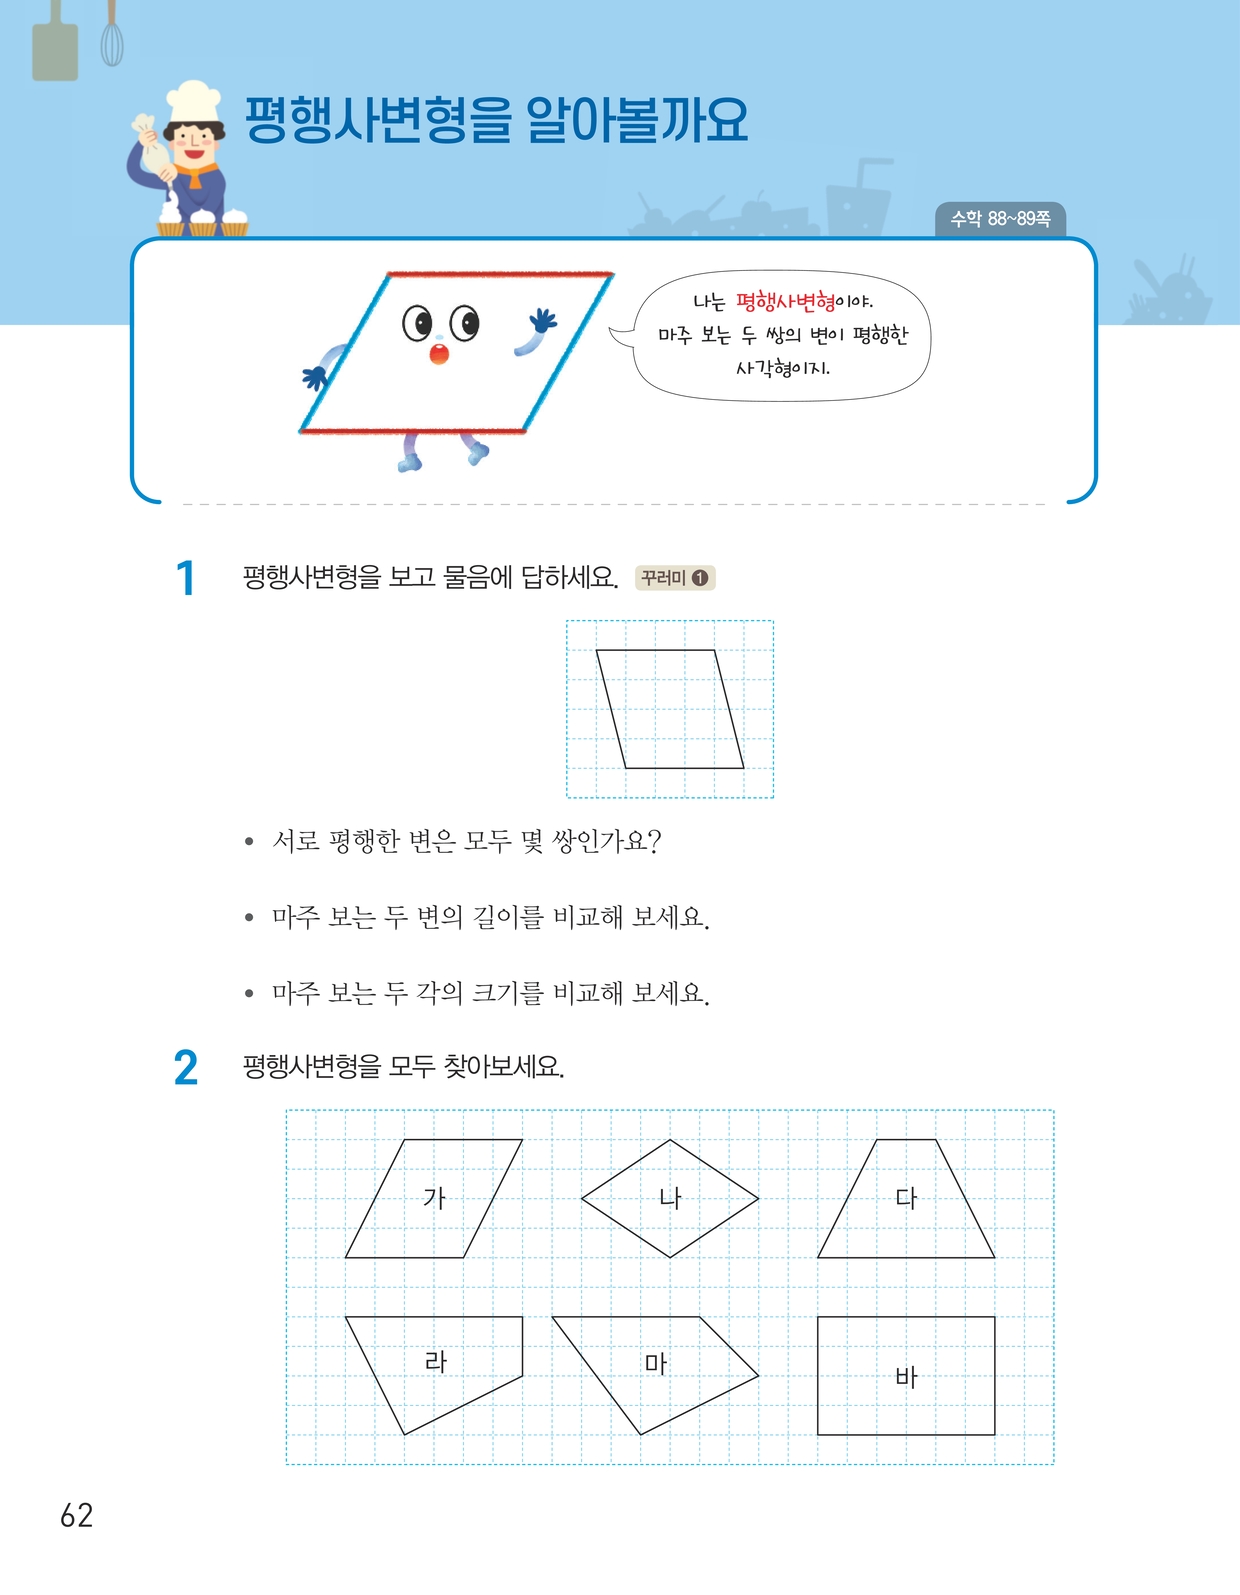 평행사변형을 알아볼까요
수학 88~89쪽
나는 평행사변형이야.
마주 보는 두 쌍의 변이 평행한
사각형이지.
1 평행사변형을 보고 물음에 답하세요. 꾸러미 1
• 서로 평행한 변은 모두 몇 쌍인가요?
• 마주 보는 두 변의 길이를 비교해 보세요.
• 마주 보는 두 각의 크기를 비교해 보세요.
2 평행사변형을 모두 찾아보세요.
가 나 다
라 마 바
62